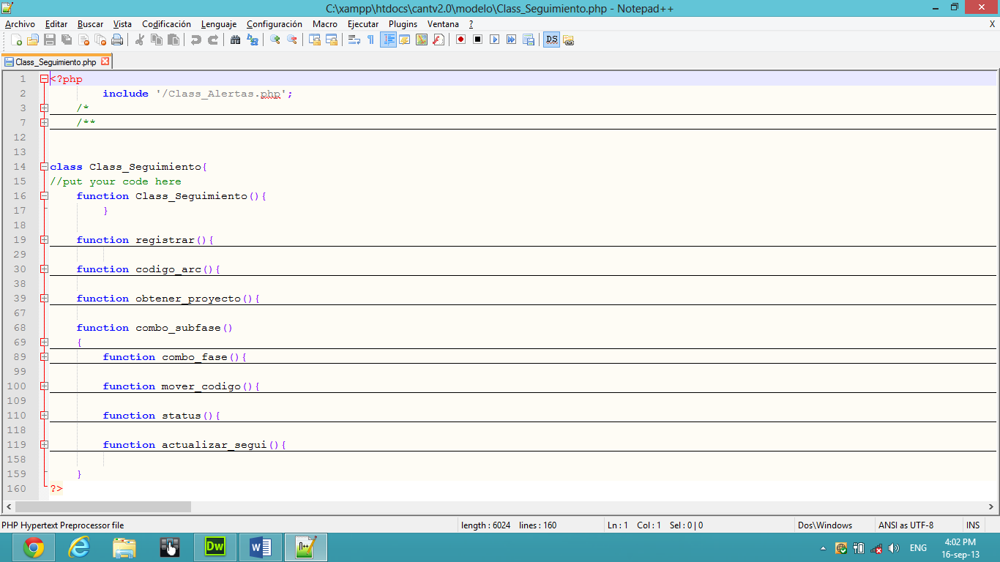 C:\xampp\htdocs\cantv2.0\modelo\Class_Seguimiento.php - Notepad++
Archivo Editar Buscar Vista Codificación Lenguaje Configuración Macro Ejecutar Plugins Ventana ? X
Class_Seguimiento.php
1 <?php
2 include '/Class_Alertas.php';
3 /*
7 /**
12
13
14 class Class_Seguimiento{
15 //put your code here
16 function Class_Seguimiento(){
17 }
18
19 function registrar(){
29
30 function codigo_arc(){
38
39 function obtener_proyecto(){
67
68 function combo_subfase()
69 {
89 function combo_fase(){
99
100 function mover_codigo(){
109
110 function status(){
118
119 function actualizar_segui(){
158
159 }
160 ?>
PHP Hypertext Preprocessor file length : 6024 lines : 160 Ln : 1 Col : 1 Sel : 0 | 0 Dos\Windows ANSI as UTF-8 INS
ENG
4:02 PM
16-sep-13